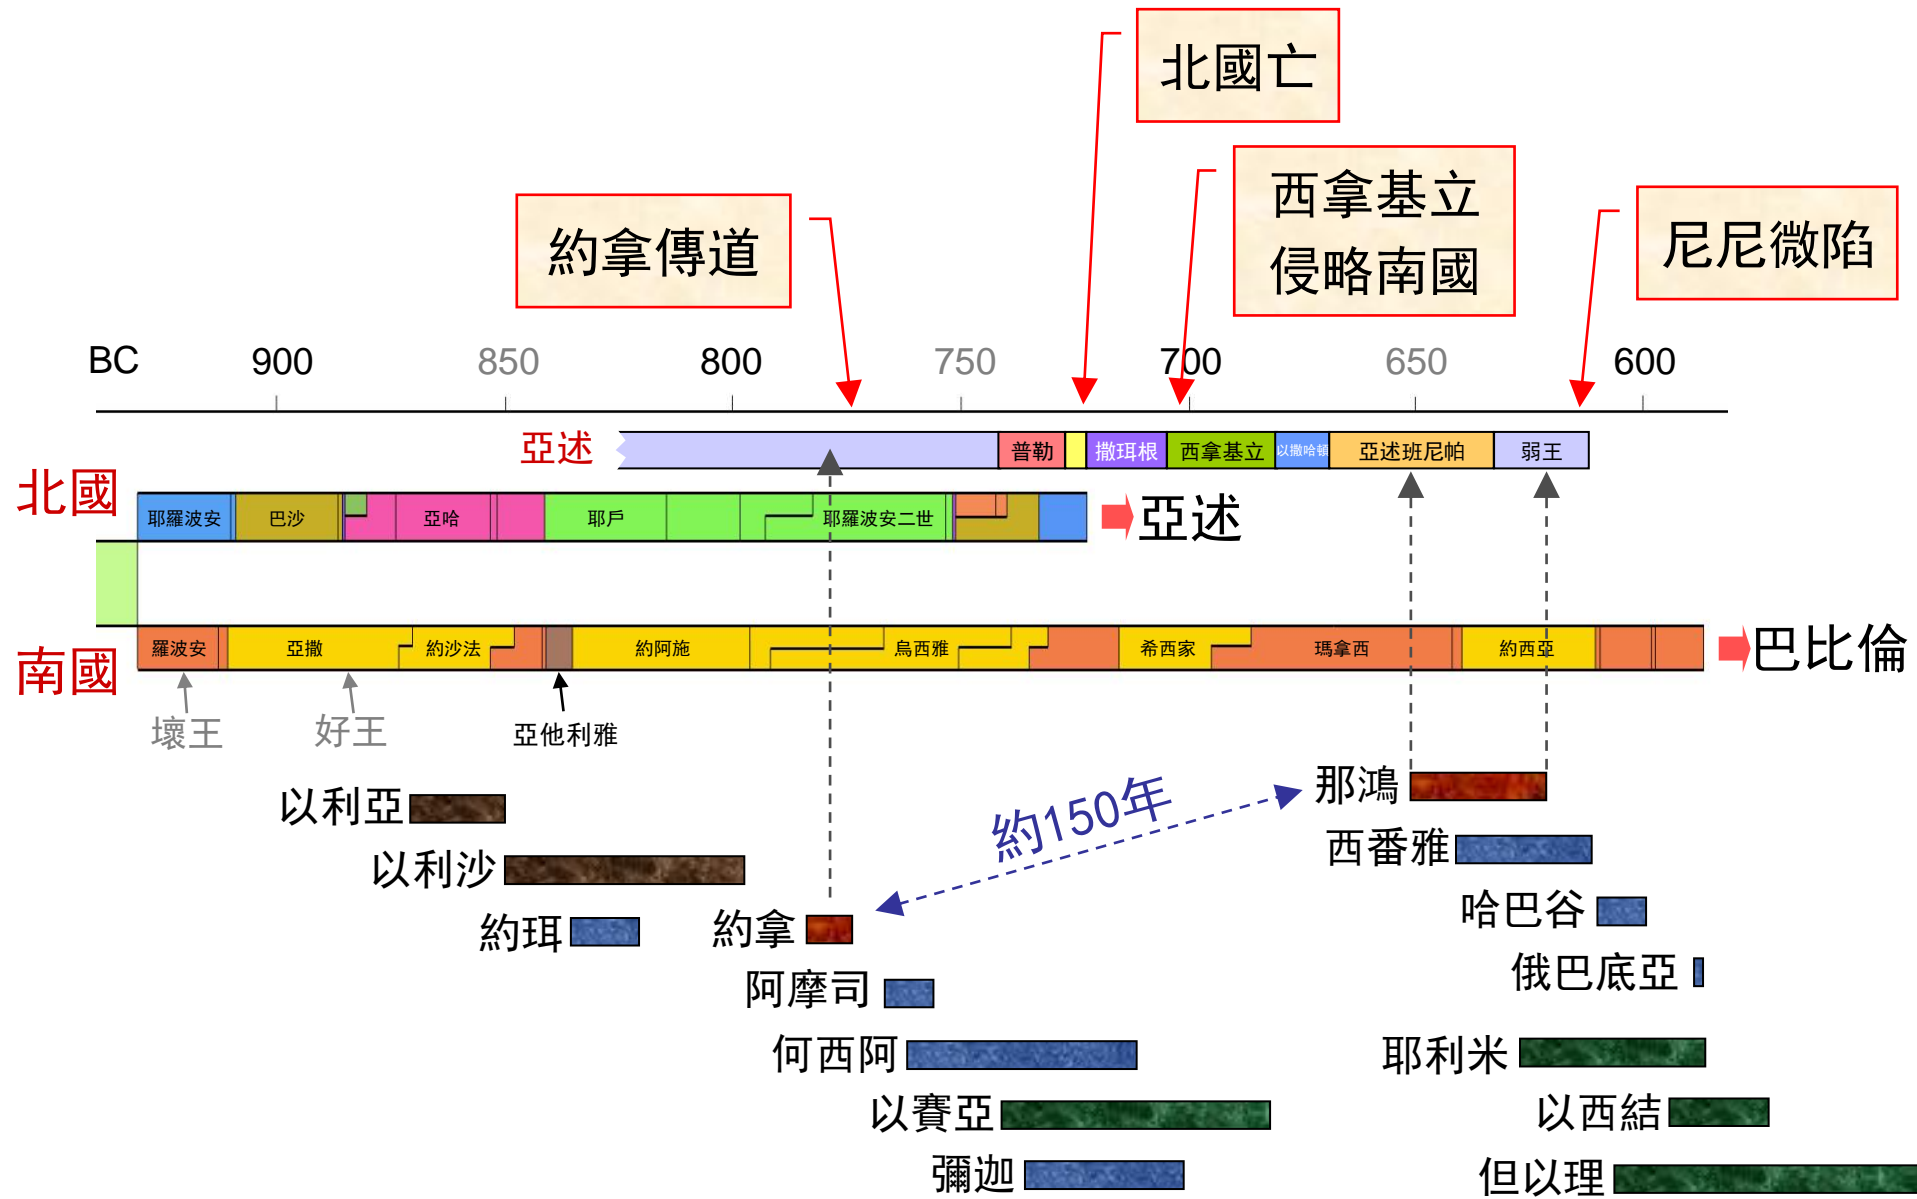 北國亡
西拿基立
侵略南國
約拿傳道
尼尼微陷
BC 900 850 800 750 700 650 600
亞述 普勒 撒珥根 西拿基立 以撒哈頓 亞述班尼帕 弱王
北國 耶羅波安 巴沙 亞哈 耶戶 耶羅波安二世 亞述
南國 羅波安 亞撒 約沙法 約阿施 烏西雅 希西家 瑪拿西 約西亞 巴比倫
壞王 好王 亞他利雅
以利亞
以利沙
約珥
約拿
約150年
那鴻
西番雅
哈巴谷
俄巴底亞
阿摩司
何西阿
以賽亞
彌迦
耶利米
以西結
但以理